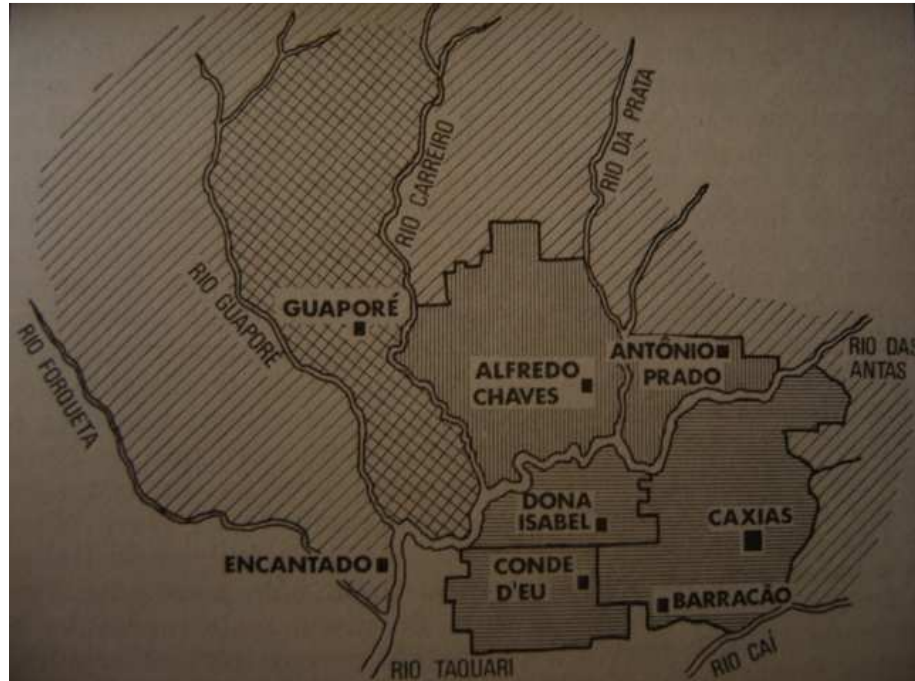 RIO DA PRATA
RIO CARREIRO
GUAPORÉ
RIO GUAPORÉ
RIO FORQUETA
ANTÔNIO
PRADO
RIO DAS
ANTAS
ALFREDO
CHAVES
DONA
ISABEL
CAXIAS
ENCANTADO
CONDE
D'EU
BARRACÃO
RIO TAQUARI
RIO CAÍ